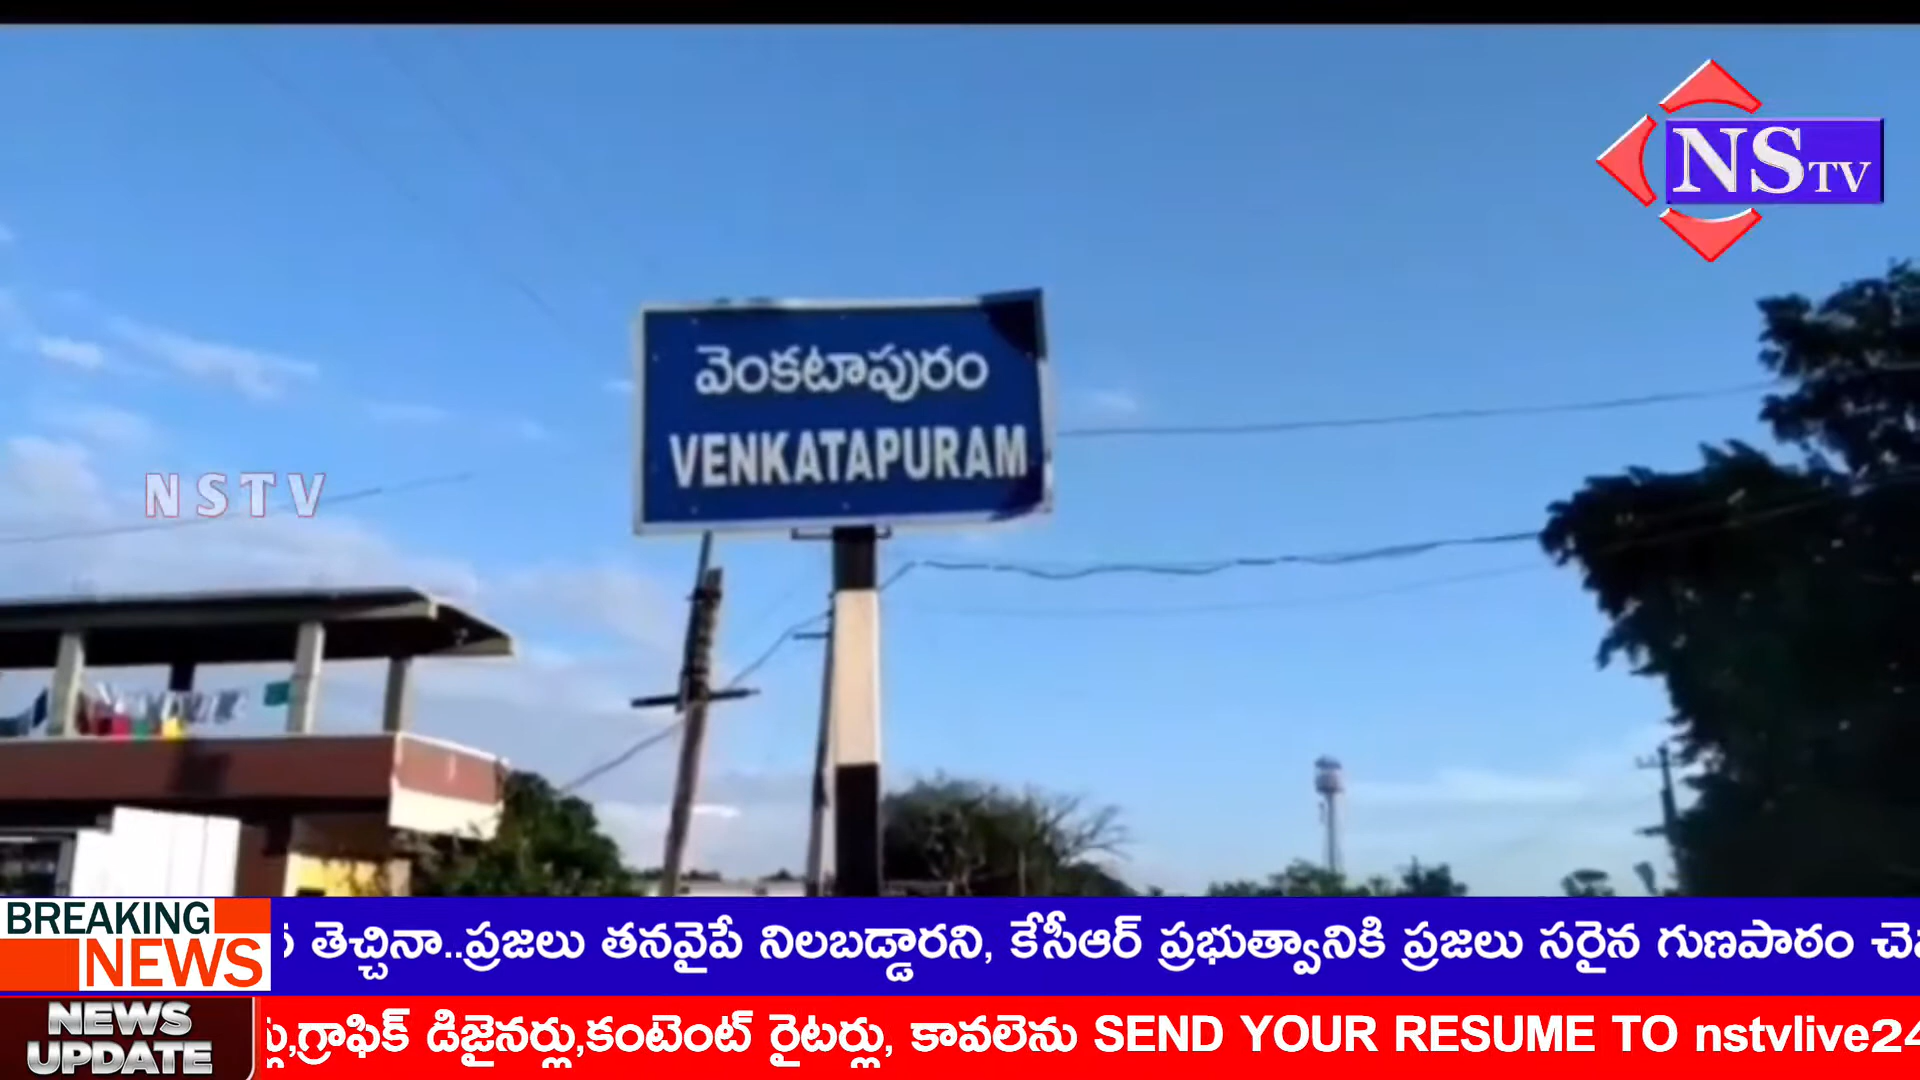 NSTV
వెంకటాపురం
VENKATAPURAM
NSTV
BREAKING
NEWS
తెచ్చినా..ప్రజలు తనవైపే నిలబడ్డారని, కేసీఆర్ ప్రభుత్వానికి ప్రజలు సరైన గుణపాఠం
NEWS
UPDATE
గ్రాఫిక్ డిజైనర్లు,కంటెంట్ రైటర్లు, కావలెను SEND YOUR RESUME TO nstvlive24